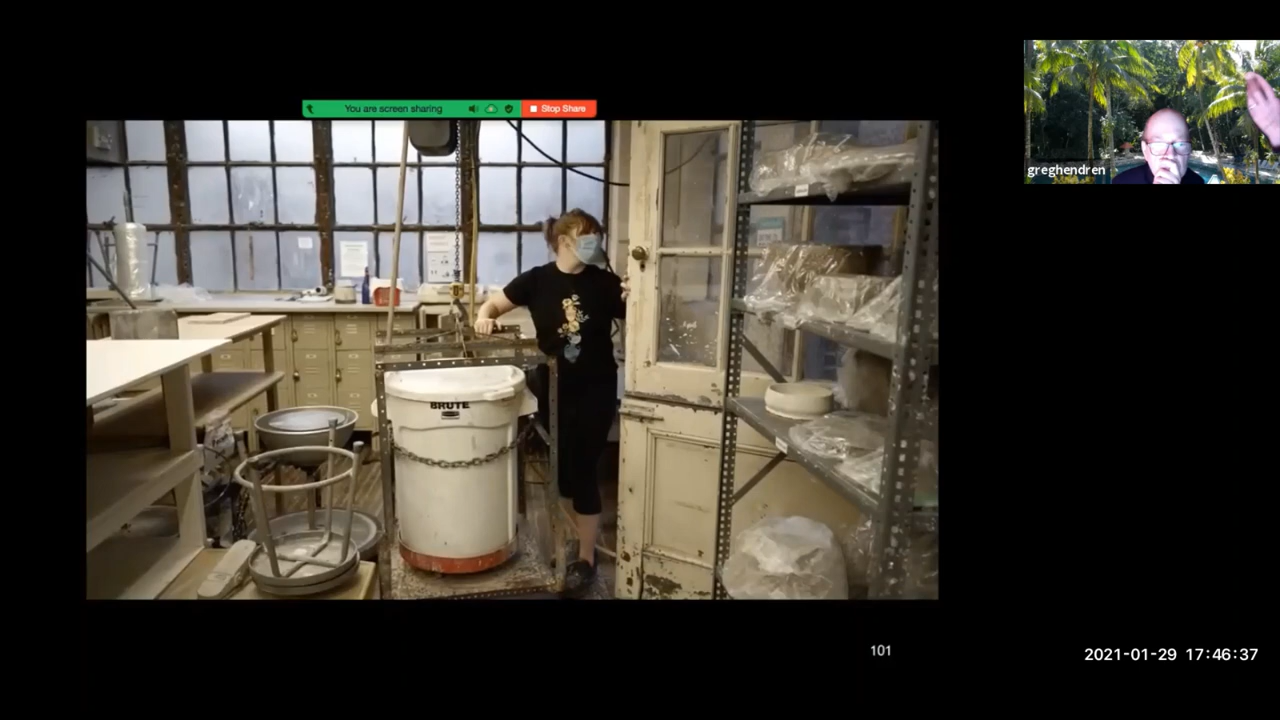 You are screen sharing
Stop Share
greghendren
BRUTE
101
2021-01-29 17:46:37